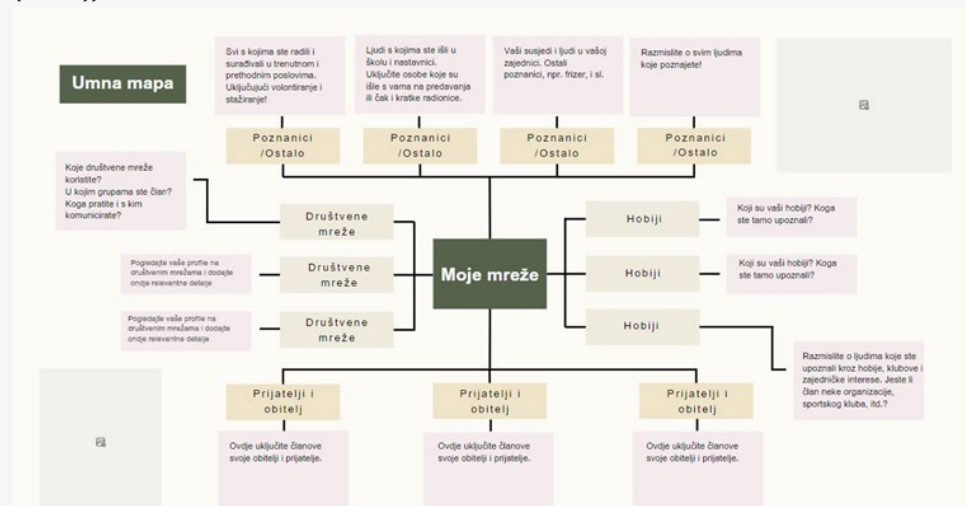 Umna mapa
Svi s kojima ste radili i
surađivali u trenutnom i
prethodnim poslovima.
Uključujući volontiranje i
stažiranje!
Ljudi s kojima ste išli u
školu i nastavnici.
Uključite osobe koje su
išle s vama na predavanja
ili čak i kratke radionice.
Vaši susjedi i ljudi u vašoj
zajednici. Ostali
poznanici, npr. frizer, i sl.
Razmislite o svim ljudima
koje poznajete!
Poznanici
/Ostalo
Poznanici
/Ostalo
Poznanici
/Ostalo
Poznanici
/Ostalo
Koje društvene mreže
koristite?
U kojim grupama ste član?
Koga pratite i s kim
komunicirate?
Društvene
mreže
Pogledajte vaše profile na
društvenim mrežama i dodajte
ondje relevantne detalje
Društvene
mreže
Pogledajte vaše profile na
društvenim mrežama i dodajte
ondje relevantne detalje
Društvene
mreže
Moje mreže
Hobiji
Koji su vaši hobiji? Koga
ste tamo upoznali?
Hobiji
Koji su vaši hobiji? Koga
ste tamo upoznali?
Hobiji
Razmislite o ljudima koje ste
upoznali kroz hobije, klubove i
zajedničke interese. Jeste li
član neke organizacije,
sportskog kluba, itd.?
Prijatelji i
obitelj
Prijatelji i
obitelj
Prijatelji i
obitelj
Ovdje uključite članove
svoje obitelji i prijatelje.
Ovdje uključite članove
svoje obitelji i prijatelje.
Ovdje uključite članove
svoje obitelji i prijatelje.